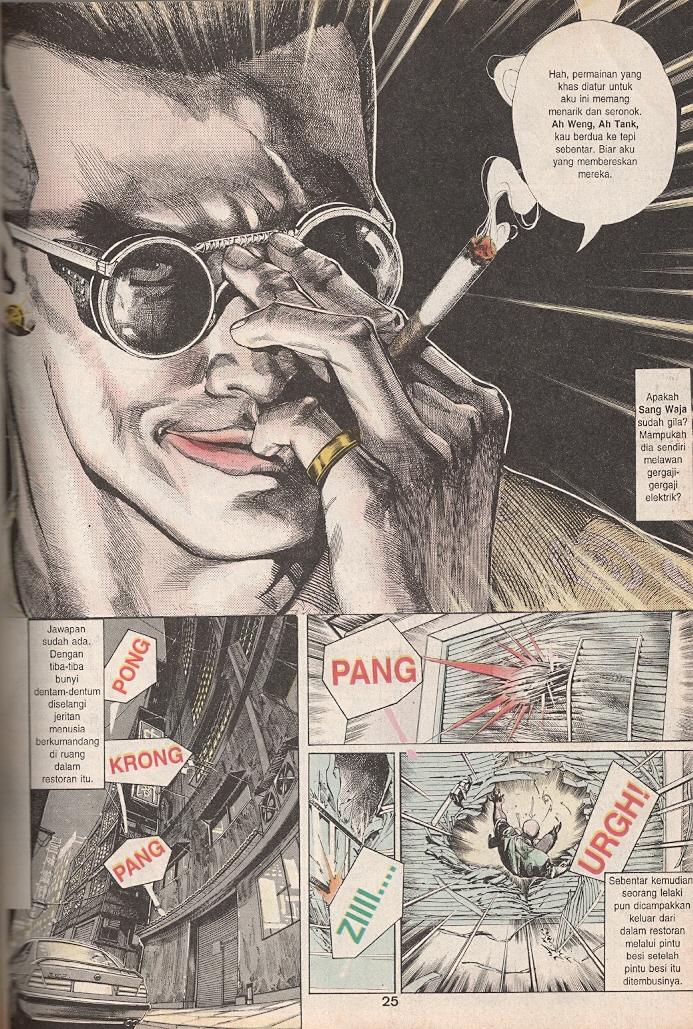 Hah, permainan yang
khas diatur untuk
aku ini memang
menarik dan seronok.
Ah Weng, Ah Tank,
kau berdua ke tepi
sebentar. Biar aku
yang membereskan
mereka.
Apakah
Sang Waja
sudah gila?
Mampukah
dia sendiri
melawan
gergaji-
gergaji
elektrik?
Jawapan
sudah ada.
Dengan
tiba-tiba
bunyi
dentam-dentum
diselangi
jeritan
menusia
berkumandang
di ruang
dalam
restoran itu.
PONG
KRONG
PANG
PANG
ZIIII....
URGH!
Sebentar kemudian
seorang lelaki
pun dicampakkan
keluar dari
dalam restoran
melalui pintu
besi setelah
pintu besi itu
ditembusinya.
25